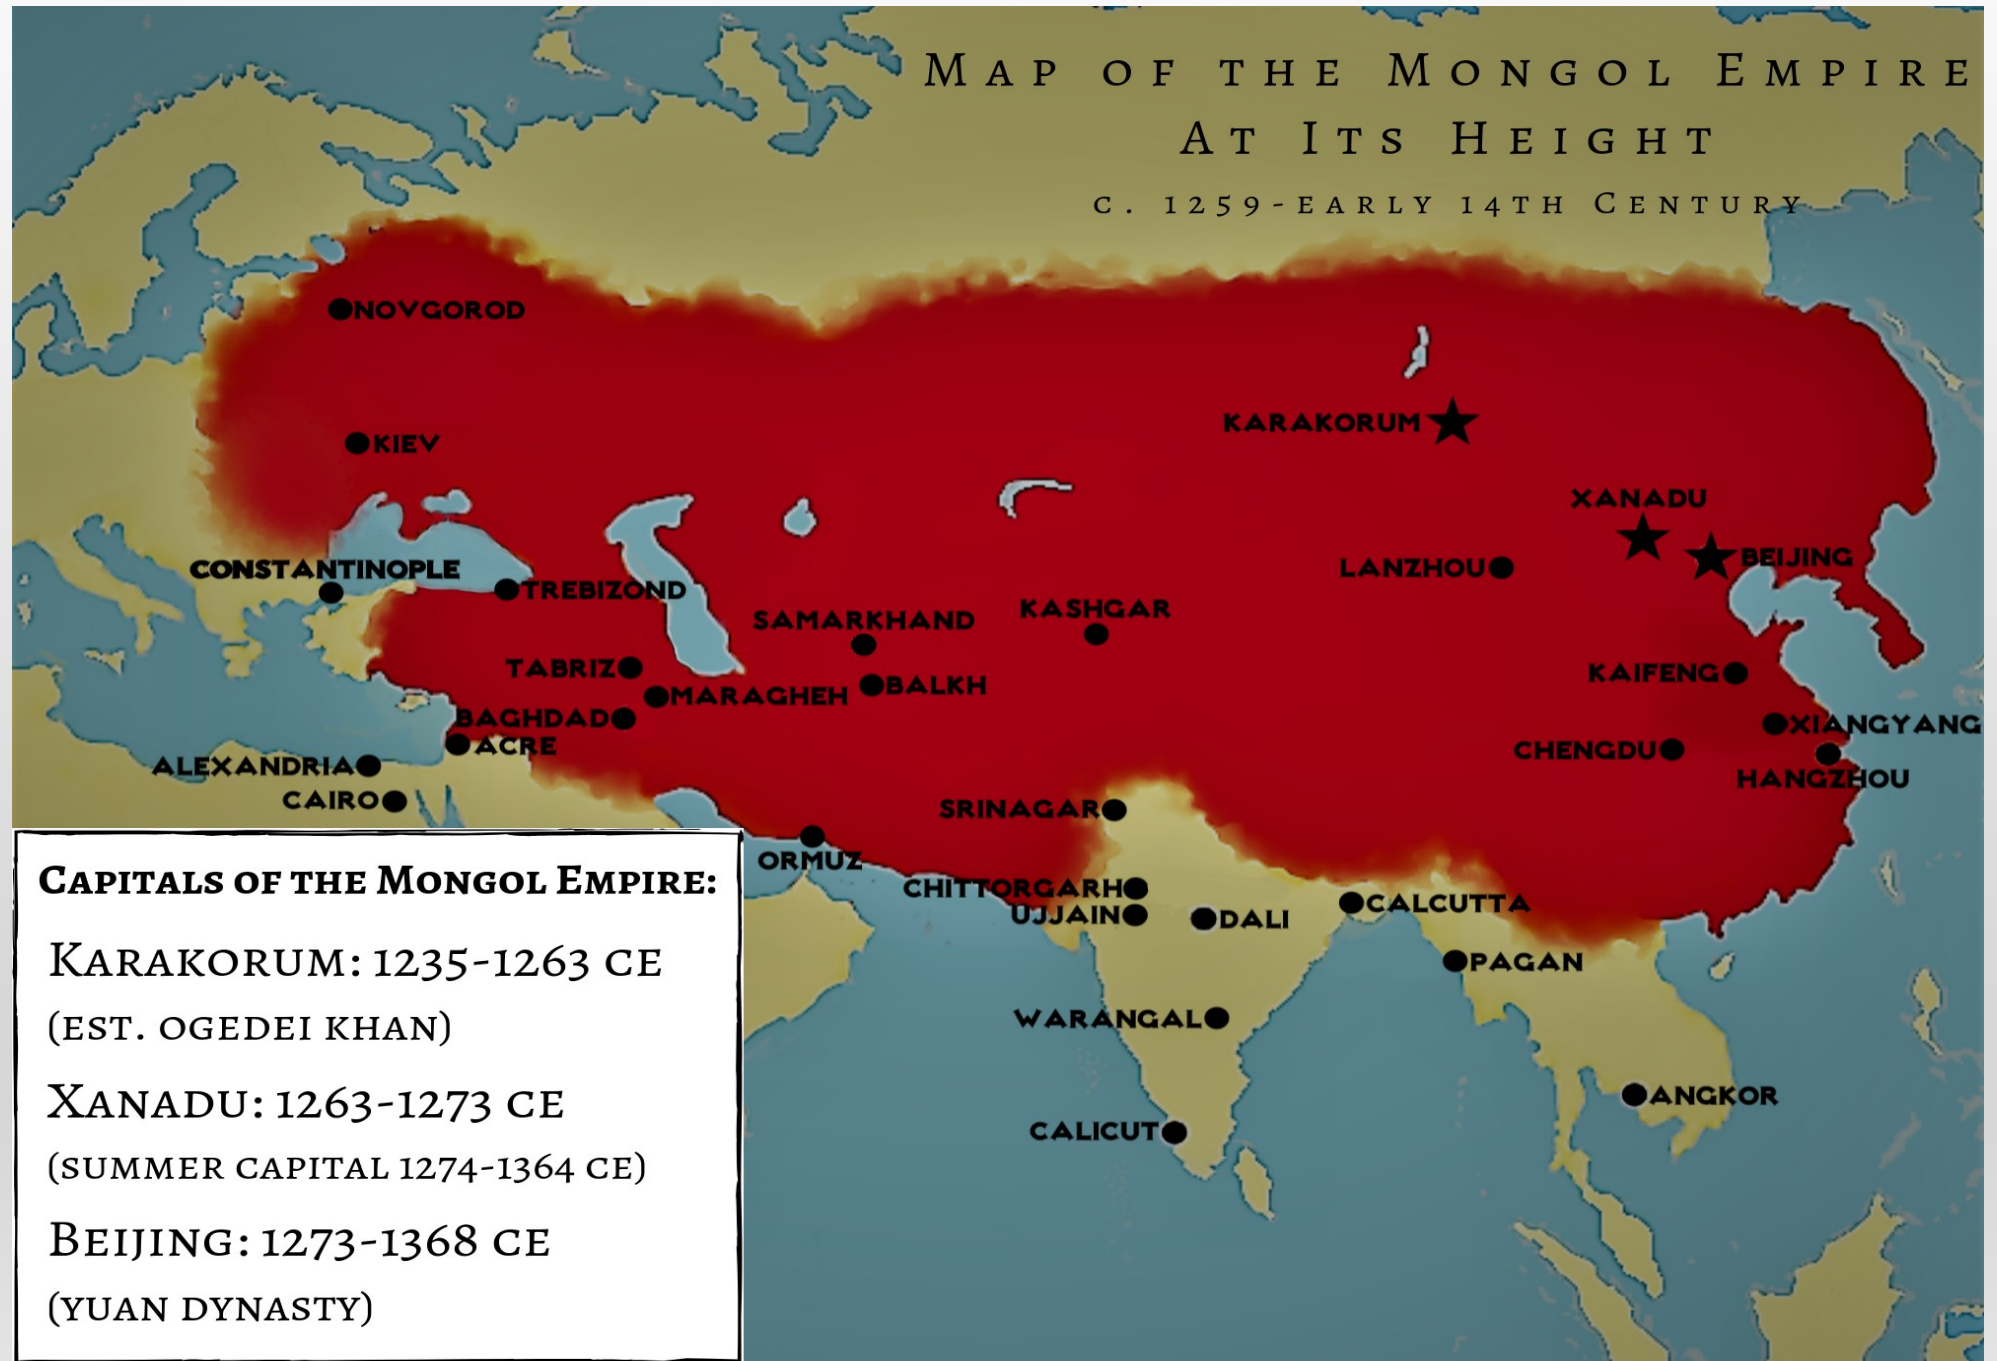 Map of the Mongol Empire
At Its Height
c. 1259-early 14th Century
NOVGOROD
KIEV
KARAKORUM
XANADU
BEIJING
LANZHOU
CONSTANTINOPLE
TREBIZOND
SAMARKHAND
KASHGAR
TABRIZ
MARAGHEH
BALKH
KAIFENG
BAGHDAD
ACRE
XIANGYANG
CHENGDU
HANGZHOU
ALEXANDRIA
CAIRO
SRINAGAR
ORMUZ
CHITTORGARH
UJJAIN
DALI
CALCUTTA
PAGAN
WARANGAL
ANGKOR
CALICUT
Capitals of the Mongol Empire:
Karakorum: 1235-1263 CE
(est. Ogedei Khan)
Xanadu: 1263-1273 CE
(summer capital 1274-1364 CE)
Beijing: 1273-1368 CE
(Yuan Dynasty)